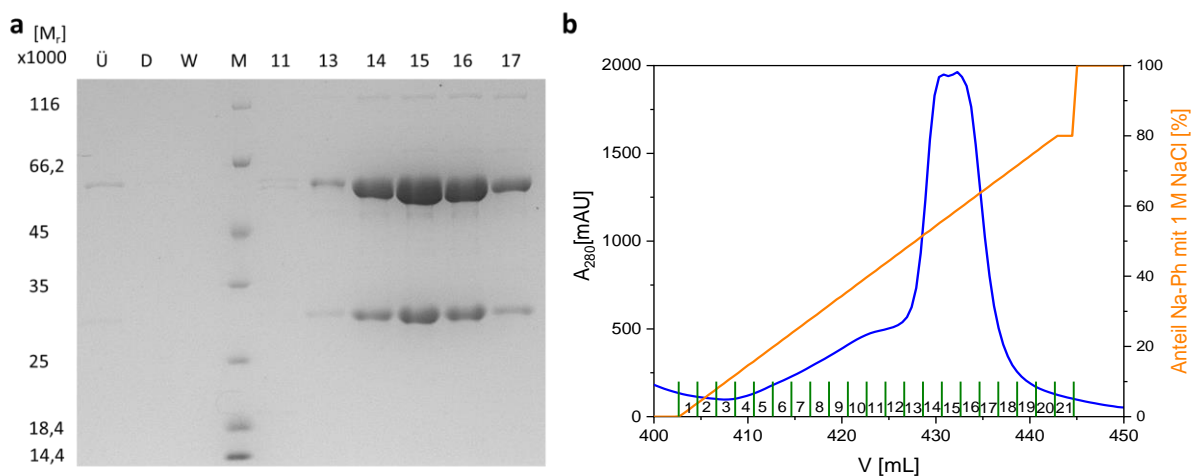 a
[Mr]
x1000
Ü D W M 11 13 14 15 16 17
116
66,2
45
35
25
18,4
14,4
b
2000
1500
1000
500
0
A280[mAU]
100
80
60
40
20
0
Anteil Na-Ph mit 1 M NaCl [%]
1 2 3 4 5 6 7 8 9 10 11 12 13 14 15 16 17 18 19 20 21
400 410 420 430 440 450
V [mL]